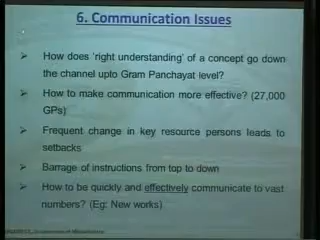 6. Communication Issues
➢ How does 'right understanding' of a concept go down
the channel upto Gram Panchayat level?
➢ How to make communication more effective? (27,000
GPs)
➢ Frequent change in key resource persons leads to
setbacks
➢ Barrage of instructions from top to down
➢ How to be quickly and effectively communicate to vast
numbers? (Eg: New works)